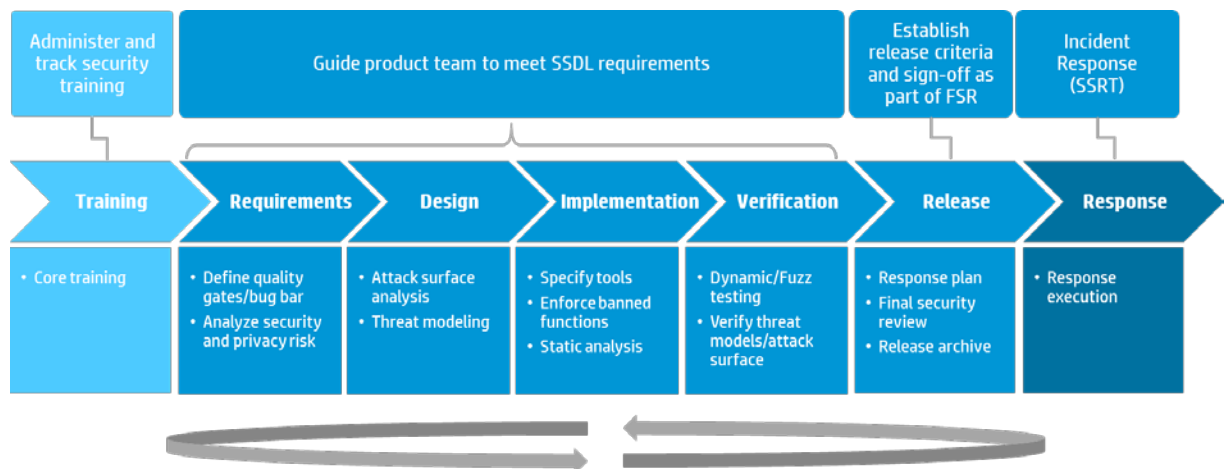 Administer and
track security
training
Guide product team to meet SSDL requirements
Establish
release criteria
and sign-off as
part of FSR
Incident
Response
(SSRT)
Training
Requirements
Design
Implementation
Verification
Release
Response
• Core training
• Define quality
gates/bug bar
• Analyze security
and privacy risk
• Attack surface
analysis
• Threat modeling
• Specify tools
• Enforce banned
functions
• Static analysis
• Dynamic/Fuzz
testing
• Verify threat
models/attack
surface
• Response plan
• Final security
review
• Release archive
• Response
execution